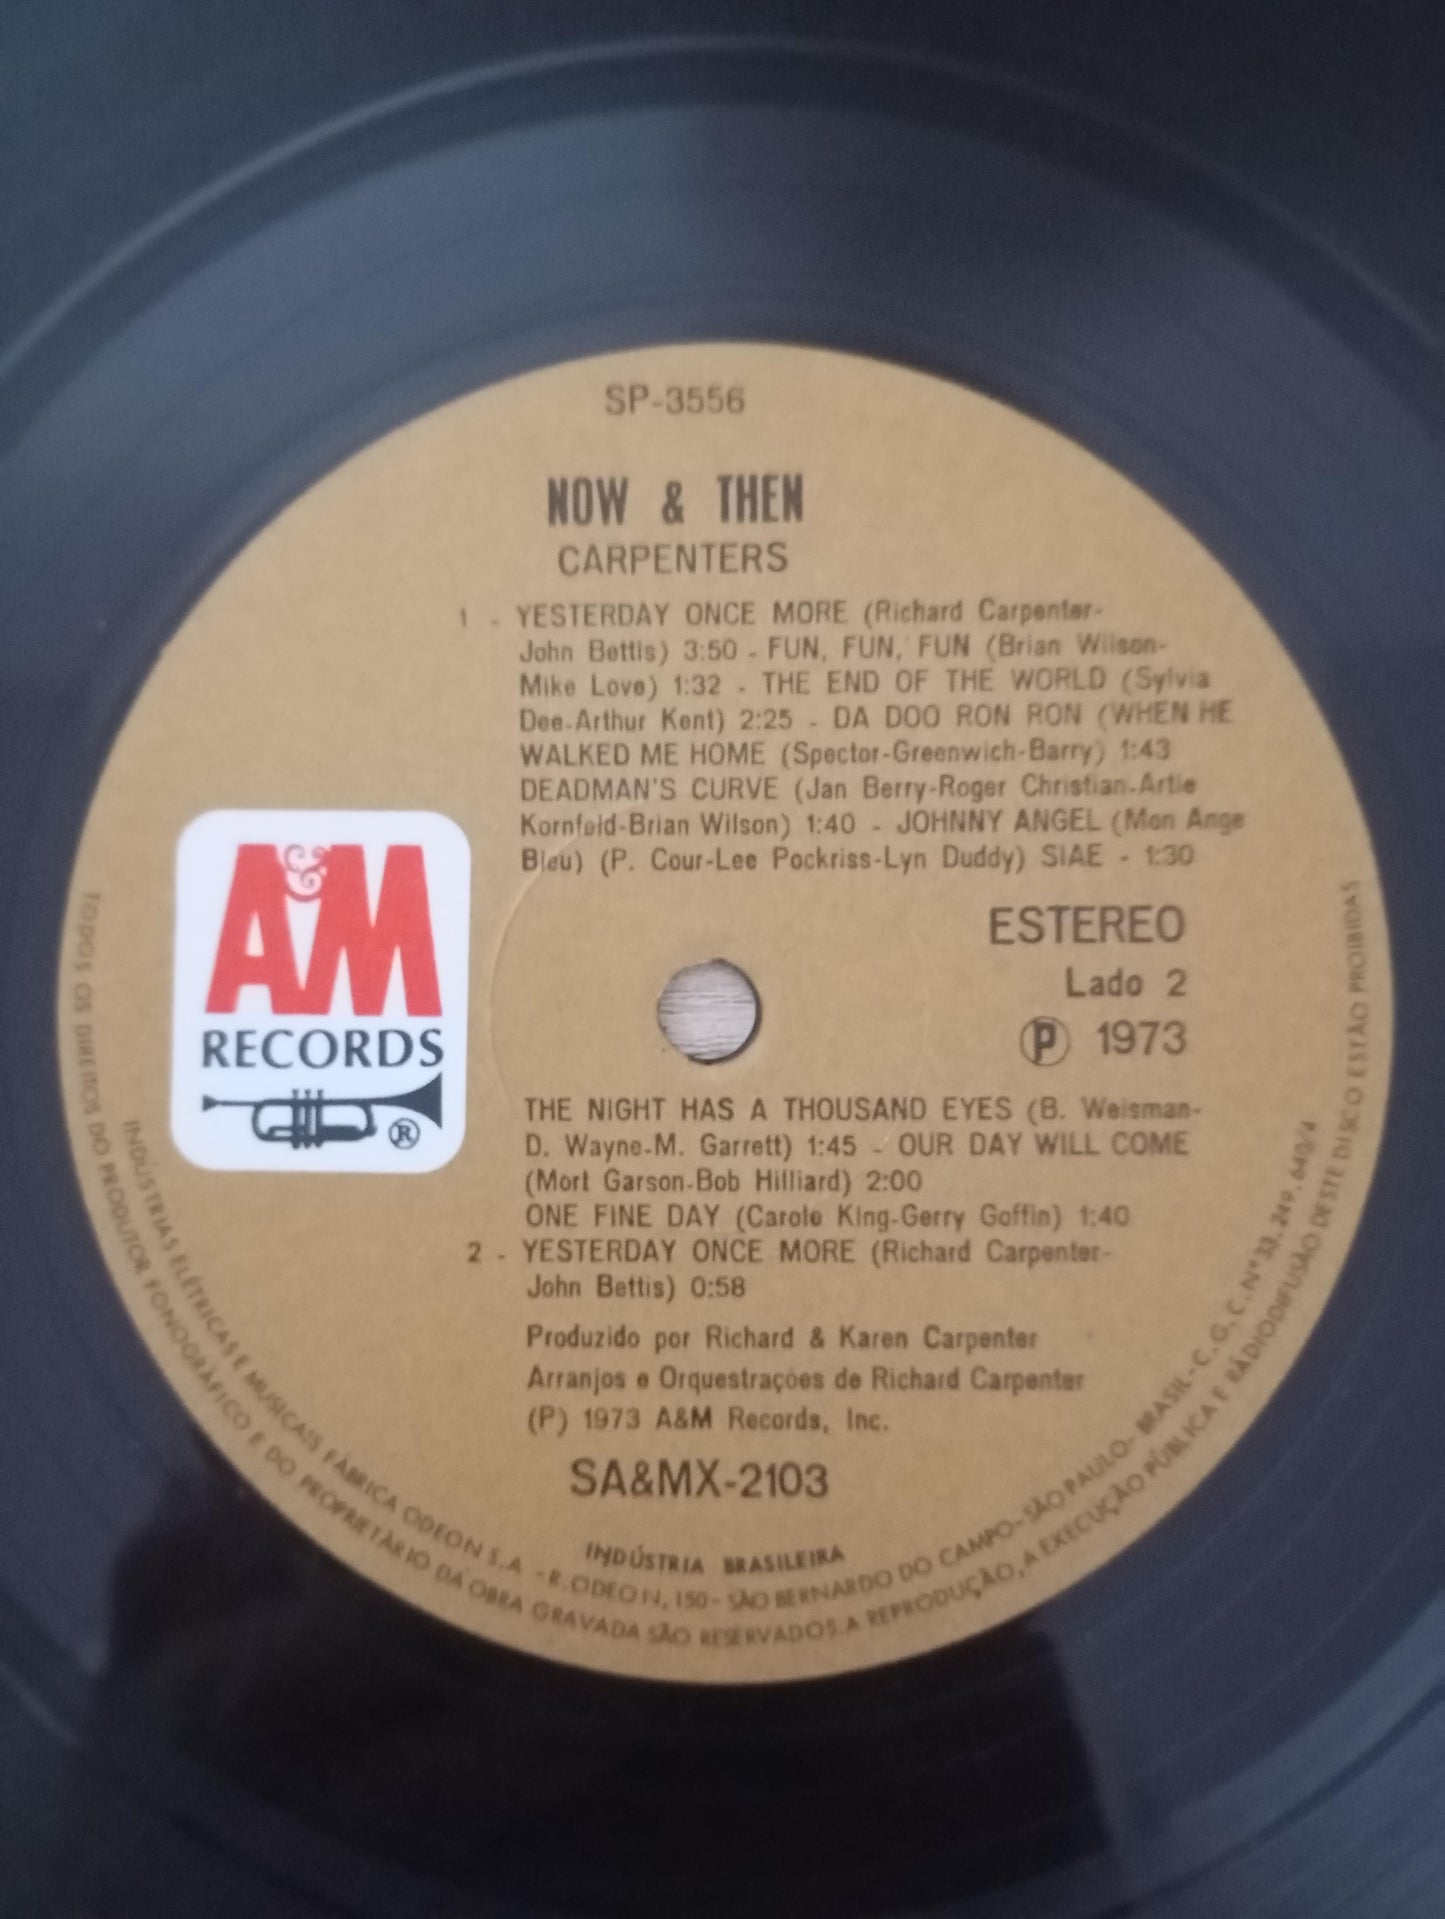 SP-3556
NOW & THEN
CARPENTERS
1 - YESTERDAY ONCE MORE (Richard Carpenter-
John Bettis) 3:50 - FUN, FUN, FUN (Brian Wilson-
Mike Love) 1:32 - THE END OF THE WORLD (Sylvia
Dee-Arthur Kent) 2:25 - DA DOO RON RON (WHEN HE
WALKED ME HOME (Spector-Greenwich-Barry) 1:43
DEADMAN'S CURVE (Jan Berry-Roger Christian-Artie
Kornfeld-Brian Wilson) 1:40 - JOHNNY ANGEL (Mon Ange
Bleu) (P. Cour-Lee Pockriss-Lyn Duddy) SIAE - 1:30
A&M
RECORDS
®
ESTEREO
Lado 2
Ⓟ 1973
THE NIGHT HAS A THOUSAND EYES (B. Weisman-
D. Wayne-M. Garrett) 1:45 - OUR DAY WILL COME
(Mort Garson-Bob Hilliard) 2:00
ONE FINE DAY (Carole King-Gerry Goffin) 1:40
2 - YESTERDAY ONCE MORE (Richard Carpenter-
John Bettis) 0:58
Produzido por Richard & Karen Carpenter
Arranjos e Orquestrações de Richard Carpenter
(P) 1973 A&M Records, Inc.
SA&MX-2103
INDÚSTRIA BRASILEIRA
INDÚSTRIAS ELÉTRICAS E MUSICAIS FÁBRICA ODEON S.A - R. ODEON, 150 - SÃO BERNARDO DO CAMPO - SÃO PAULO - BRASIL - C.G.C. Nº 33.249.640/4
TODOS OS DIREITOS DO PRODUTOR FONOGRÁFICO E DO PROPRIETÁRIO DA OBRA GRAVADA SÃO RESERVADOS. A REPRODUÇÃO, A EXECUÇÃO PÚBLICA E RÁDIODIFUSÃO DESTE DISCO ESTÃO PROIBIDAS